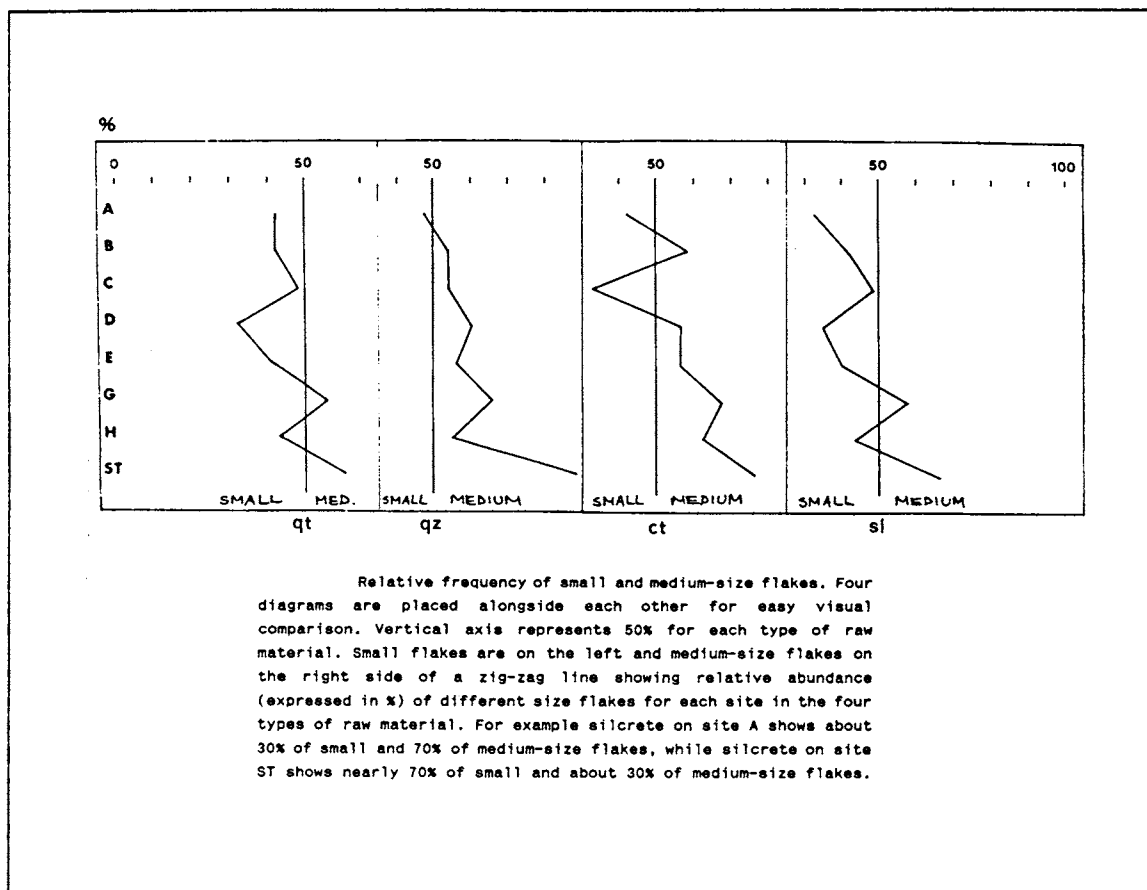 %
0 50 50 50 50 100
A
B
C
D
E
G
H
ST
SMALL MED. SMALL MEDIUM SMALL MEDIUM SMALL MEDIUM
qt qz ct sl
Relative frequency of small and medium-size flakes. Four
diagrams are placed alongside each other for easy visual
comparison. Vertical axis represents 50% for each type of raw
material. Small flakes are on the left and medium-size flakes on
the right side of a zig-zag line showing relative abundance
(expressed in %) of different size flakes for each site in the four
types of raw material. For example silcrete on site A shows about
30% of small and 70% of medium-size flakes, while silcrete on site
ST shows nearly 70% of small and about 30% of medium-size flakes.